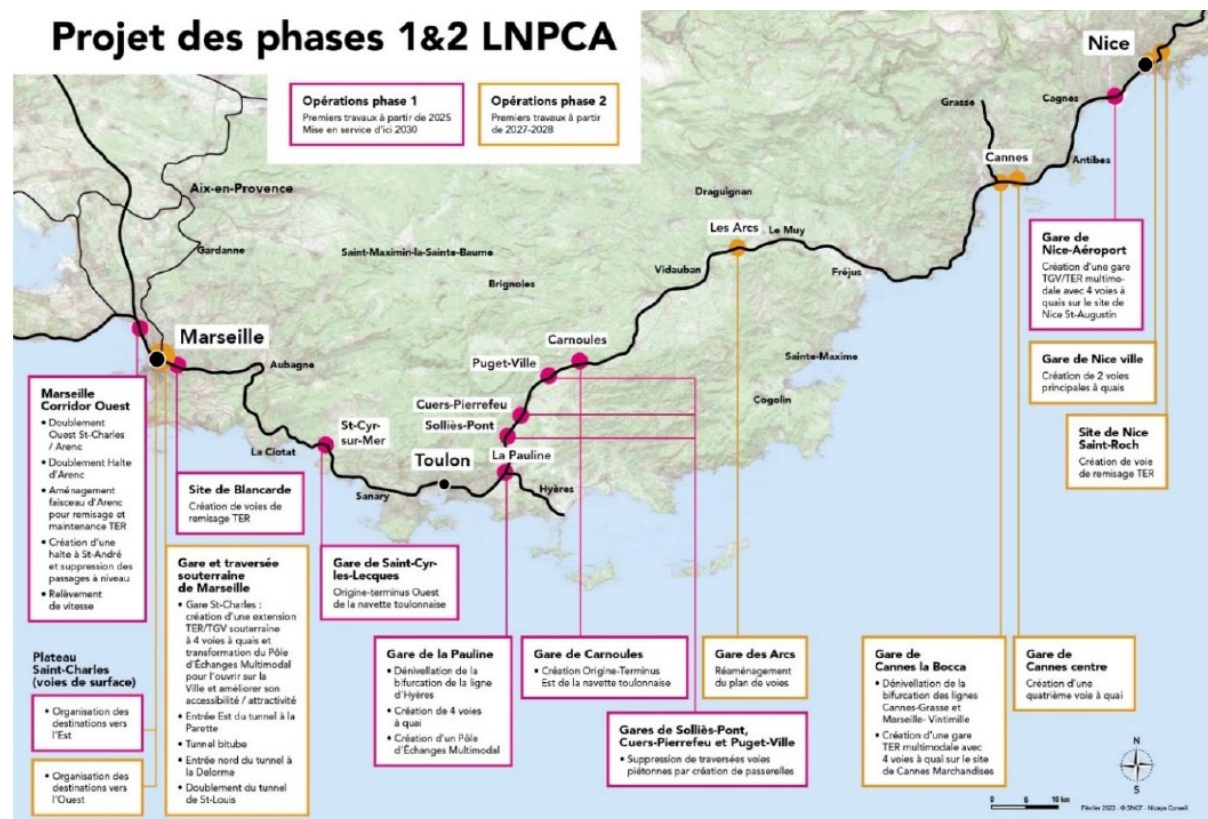 Projet des phases 1&2 LNPCA
Opérations phase 1
Premiers travaux à partir de 2025
Mise en service d'ici 2030
Opérations phase 2
Premiers travaux à partir
de 2027-2028
Nice
Grasse
Cagnes
Cannes
Antibes
Aix-en-Provence
Draguignan
Gardanne
Saint-Maximin-la-Sainte-Baume
Les Arcs
Le Muy
Vidauban
Fréjus
Brignoles
Marseille
Aubagne
Carnoules
Puget-Ville
Sainte-Maxime
Cogolin
Cuers-Pierrefeu
Solliès-Pont
St-Cyr-
sur-Mer
La Ciotat
Toulon
La Pauline
Sanary
Hyères
Gare de
Nice-Aéroport
Création d'une gare
TGV/TER multimo-
dale avec 4 voies à
quais sur le site de
Nice St-Augustin
Gare de Nice ville
Création de 2 voies
principales à quais
Site de Nice
Saint-Roch
Création de voie
de remisage TER
Marseille
Corridor Ouest
• Doublement
Ouest St-Charles
/ Arenc
• Doublement Halte
d'Arenc
• Aménagement
faisceau d'Arenc
pour remisage et
maintenance TER
• Création d'une
halte à St-André
et suppression des
passages à niveau
• Relèvement
de vitesse
Site de Blancarde
Création de voies de
remisage TER
Plateau
Saint-Charles
(voies de surface)
• Organisation des
destinations vers
l'Est
• Organisation des
destinations vers
l'Ouest
Gare et traversée
souterraine
de Marseille
• Gare St-Charles :
création d'une extension
TER/TGV souterraine
à 4 voies à quais et
transformation du Pôle
d'Échanges Multimodal
pour l'ouvrir sur la
Ville et améliorer son
accessibilité / attractivité
• Entrée Est du tunnel à la
Parette
• Tunnel bitube
• Entrée nord du tunnel à
la Delorme
• Doublement du tunnel
de St-Louis
Gare de Saint-Cyr-
les-Lecques
Origine-terminus Ouest
de la navette toulonnaise
Gare de la Pauline
• Dénivellation de la
bifurcation de la ligne
d'Hyères
• Création de 4 voies
à quai
• Création d'un Pôle
d'Échanges Multimodal
Gare de Carnoules
• Création Origine-Terminus
Est de la navette toulonnaise
Gare des Arcs
Réaménagement
du plan de voies
Gares de Solliès-Pont,
Cuers-Pierrefeu et Puget-Ville
• Suppression de traversées voies
piétonnes par création de passerelles
Gare de
Cannes la Bocca
• Dénivellation de la
bifurcation des lignes
Cannes-Grasse et
Marseille- Vintimille
• Création d'une gare
TER multimodale avec
4 voies à quais sur le site
de Cannes Marchandises
Gare de
Cannes centre
Création d'une
quatrième voie à quai
N
S
0 5 10 km
Février 2023 - © SNCF - Nicaya Conseil